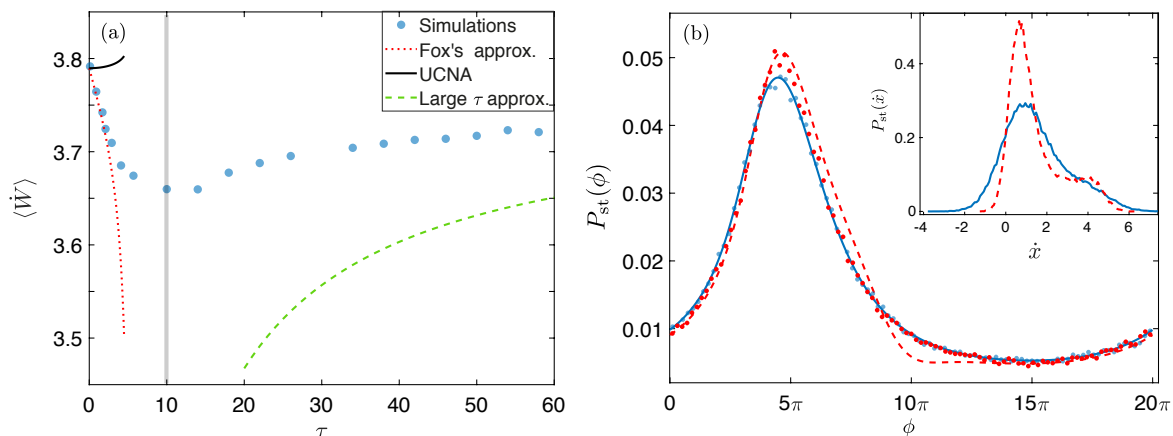 (a)
Simulations
Fox's approx.
UCNA
Large τ approx.
3.8
3.7
3.6
3.5
⟨Ẇ⟩
0 10 20 30 40 50 60
τ
(b)
0.05
0.04
0.03
0.02
0.01
P_st(ϕ)
0 5π 10π 15π 20π
ϕ
0.4
0.2
0
P_st(ẋ)
-4 -2 0 2 4 6
ẋ